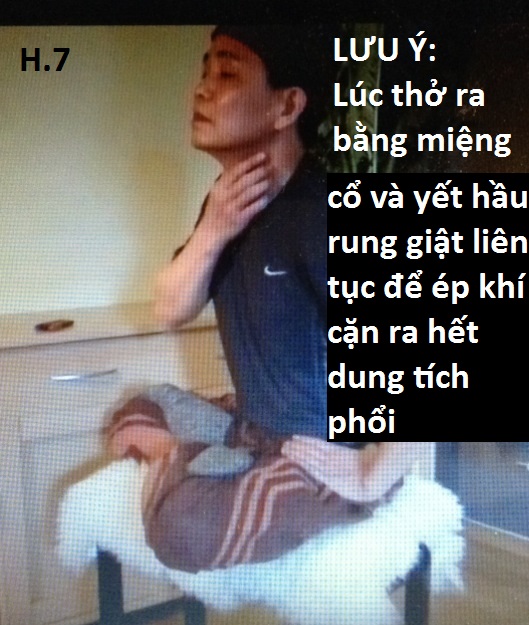 H.7
LƯU Ý:
Lúc thở ra
bằng miệng
cổ và yết hầu
rung giật liên
tục để ép khí
cặn ra hết
dung tích
phổi